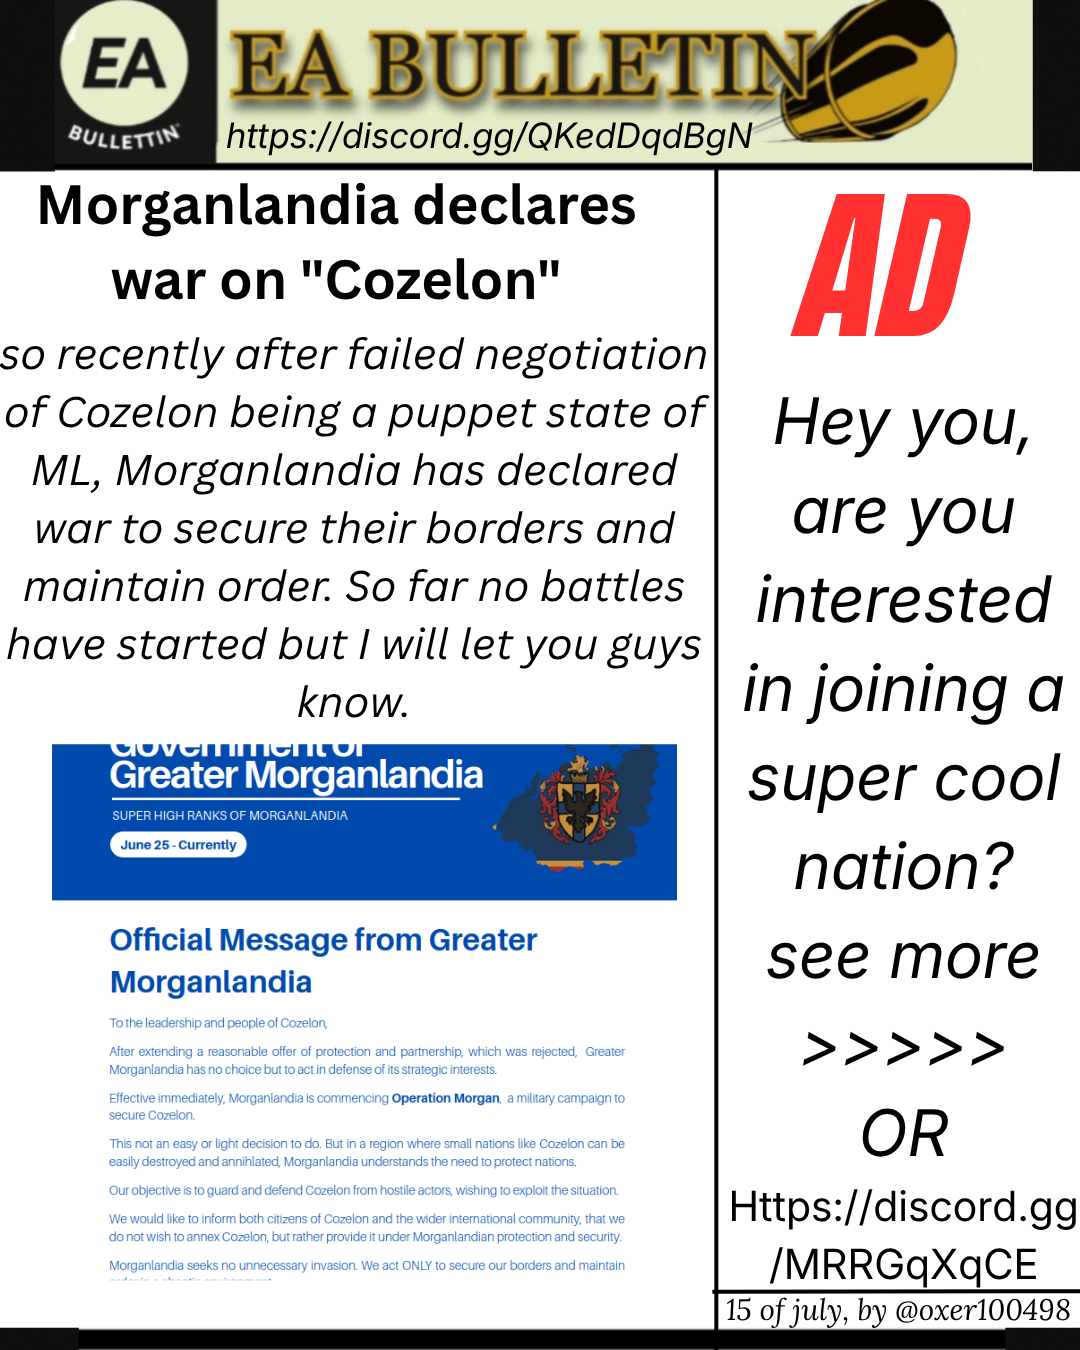 EA
BULLETTIN
EA BULLETIN
https://discord.gg/QKedDqdBgN
Morganlandia declares
war on "Cozelon"
so recently after failed negotiation
of Cozelon being a puppet state of
ML, Morganlandia has declared
war to secure their borders and
maintain order. So far no battles
have started but I will let you guys
know.
Government of
Greater Morganlandia
SUPER HIGH RANKS OF MORGANLANDIA
June 25 - Currently
Official Message from Greater
Morganlandia
To the leadership and people of Cozelon,
After extending a reasonable offer of protection and partnership, which was rejected, Greater
Morganlandia has no choice but to act in defense of its strategic interests.
Effective immediately, Morganlandia is commencing Operation Morgan, a military campaign to
secure Cozelon.
This not an easy or light decision to do. But in a region where small nations like Cozelon can be
easily destroyed and annihlated, Morganlandia understands the need to protect nations.
Our objective is to guard and defend Cozelon from hostile actors, wishing to exploit the situation.
We would like to inform both citizens of Cozelon and the wider international community, that we
do not wish to annex Cozelon, but rather provide it under Morganlandian protection and security.
Morganlandia seeks no unnecessary invasion. We act ONLY to secure our borders and maintain
AD
Hey you,
are you
interested
in joining a
super cool
nation?
see more
>>>>>
OR
Https://discord.gg
/MRRGqXqCE
15 of july, by @oxer100498